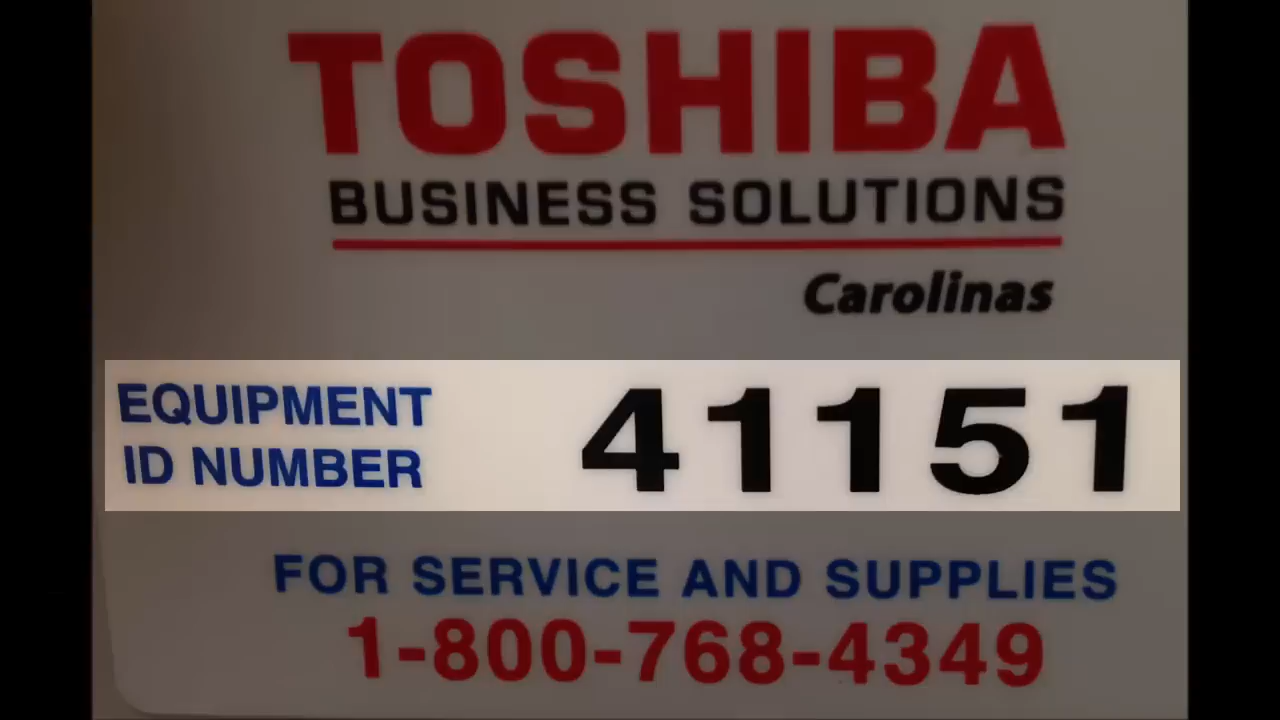 TOSHIBA
BUSINESS SOLUTIONS
Carolinas
EQUIPMENT
ID NUMBER
41151
FOR SERVICE AND SUPPLIES
1-800-768-4349